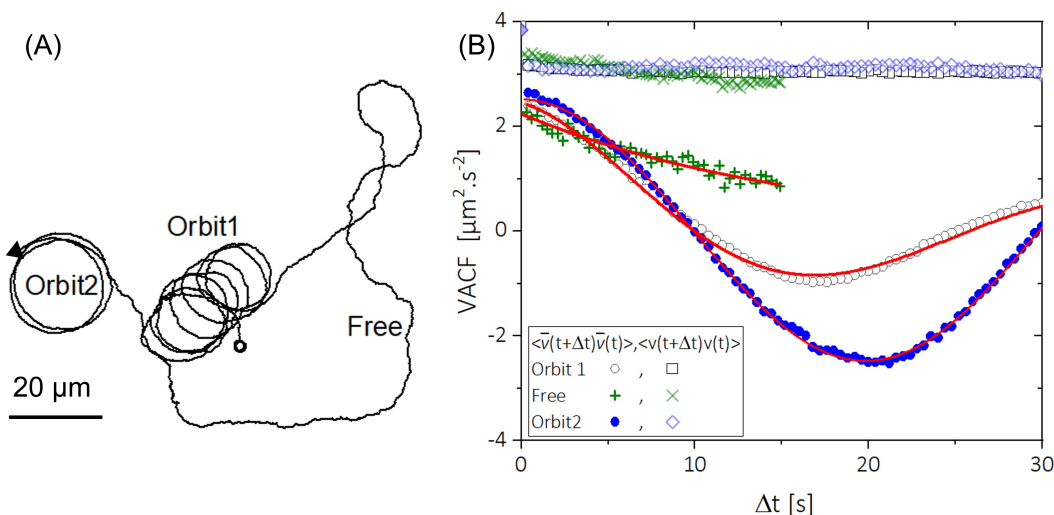 (A)
Orbit1
Orbit2
Free
20 μm
(B)
VACF [μm².s⁻²]
4
2
0
-2
-4
<v̅(t+Δt)v̅(t)>,<v(t+Δt)v(t)>
Orbit 1 ,
Free ,
Orbit2 ,
0
10
20
30
Δt [s]